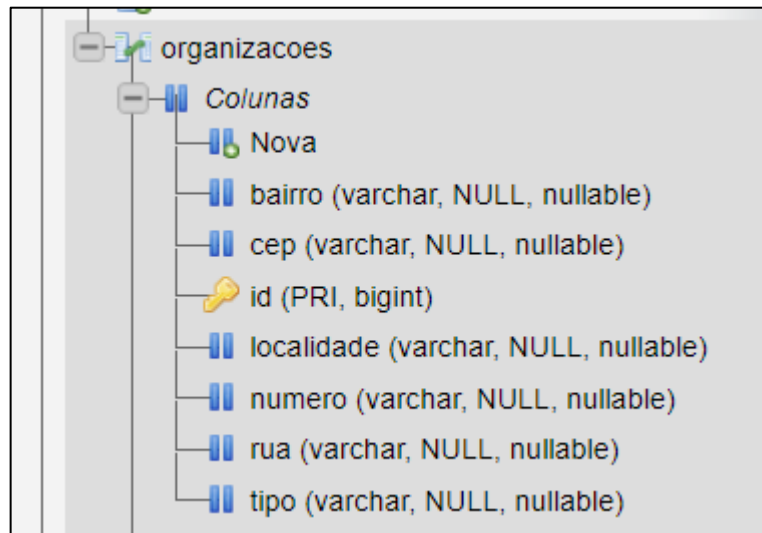 organizacoes
Colunas
Nova
bairro (varchar, NULL, nullable)
cep (varchar, NULL, nullable)
id (PRI, bigint)
localidade (varchar, NULL, nullable)
numero (varchar, NULL, nullable)
rua (varchar, NULL, nullable)
tipo (varchar, NULL, nullable)